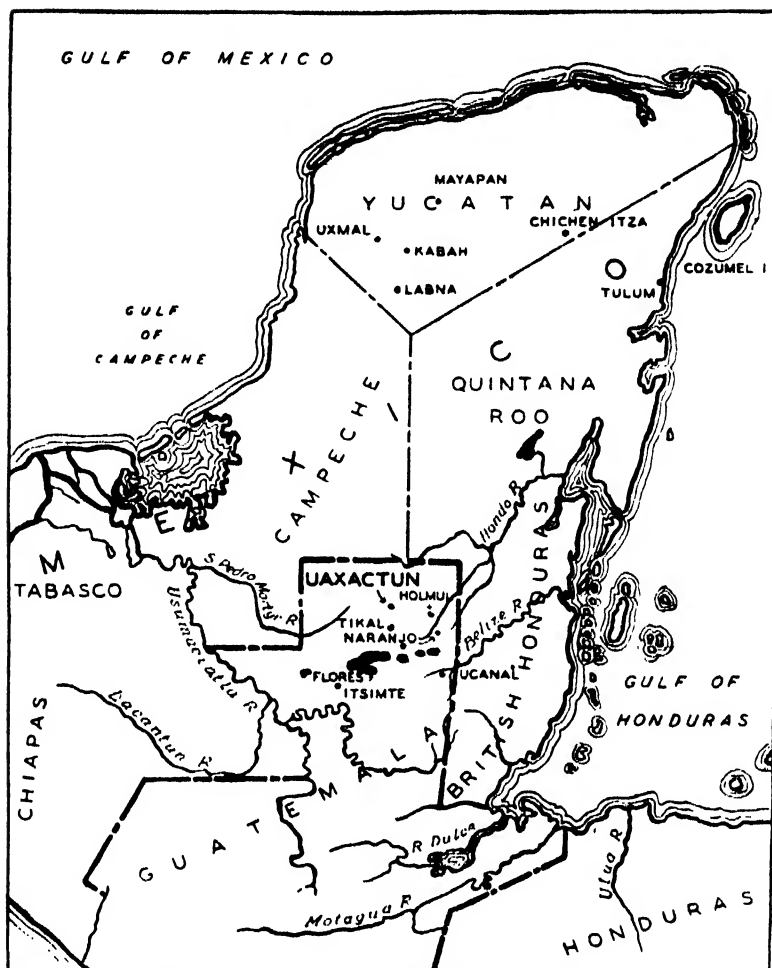 GULF OF MEXICO
MAYAPAN
YUCATAN
UXMAL
CHICHEN ITZA
KABAH
COZUMEL I
LABNA
TULUM
GULF
OF
CAMPECHE
MEXICO
QUINTANA
ROO
CAMPECHE
Hondo R
TABASCO
S. Pedro Martyr R
UAXACTUN
HOLMUL
TIKAL
NARANJO
Belize R
BRITISH HONDURAS
FLORES
UCANAL
ITSIMTE
GULF OF
HONDURAS
CHIAPAS
Lacantun R
GUATEMALA
R Dulce
Motagua R
Ulua R
HONDURAS